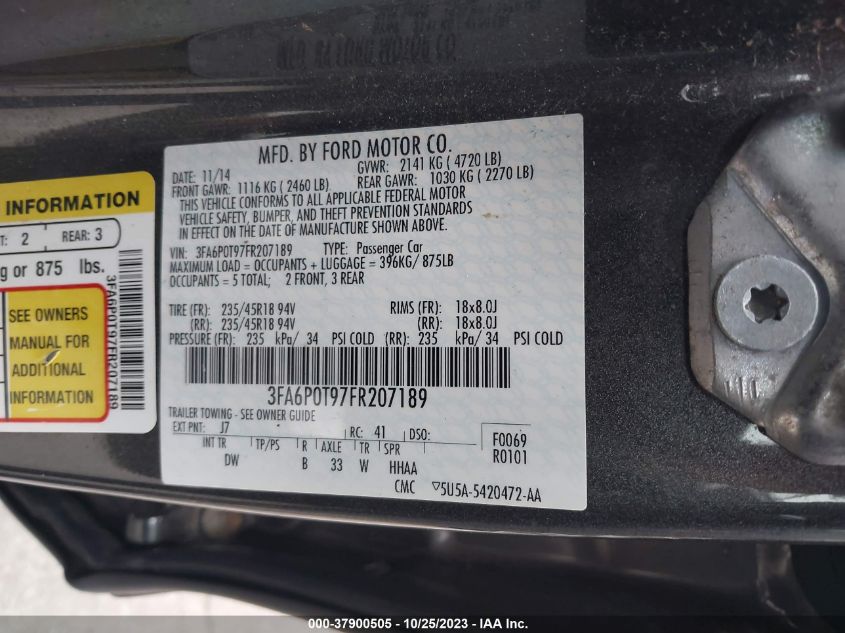 MFD. BY FORD MOTOR CO.
DATE: 11/14 GVWR: 2141 KG ( 4720 LB)
FRONT GAWR: 1116 KG ( 2460 LB) REAR GAWR: 1030 KG ( 2270 LB)
THIS VEHICLE CONFORMS TO ALL APPLICABLE FEDERAL MOTOR
VEHICLE SAFETY, BUMPER, AND THEFT PREVENTION STANDARDS
IN EFFECT ON THE DATE OF MANUFACTURE SHOWN ABOVE.
VIN: 3FA6P0T97FR207189 TYPE: Passenger Car
MAXIMUM LOAD = OCCUPANTS + LUGGAGE = 396KG/ 875LB
OCCUPANTS = 5 TOTAL; 2 FRONT, 3 REAR
TIRE (FR): 235/45R18 94V RIMS (FR): 18x8.0J
(RR): 235/45R18 94V (RR): 18x8.0J
PRESSURE (FR): 235 kPa/ 34 PSI COLD (RR): 235 kPa/ 34 PSI COLD
3FA6P0T97FR207189
TRAILER TOWING - SEE OWNER GUIDE
EXT PNT: J7 RC: 41 DSO: F0069
R0101
INT TR TP/PS R AXLE TR SPR
DW B 33 W HHAA
CMC ▽5U5A-5420472-AA
INFORMATION
T: 2 REAR: 3
g or 875 lbs.
SEE OWNERS
MANUAL FOR
ADDITIONAL
INFORMATION
3FA6P0T97FR207189
000-37900505 - 10/25/2023 - IAA Inc.